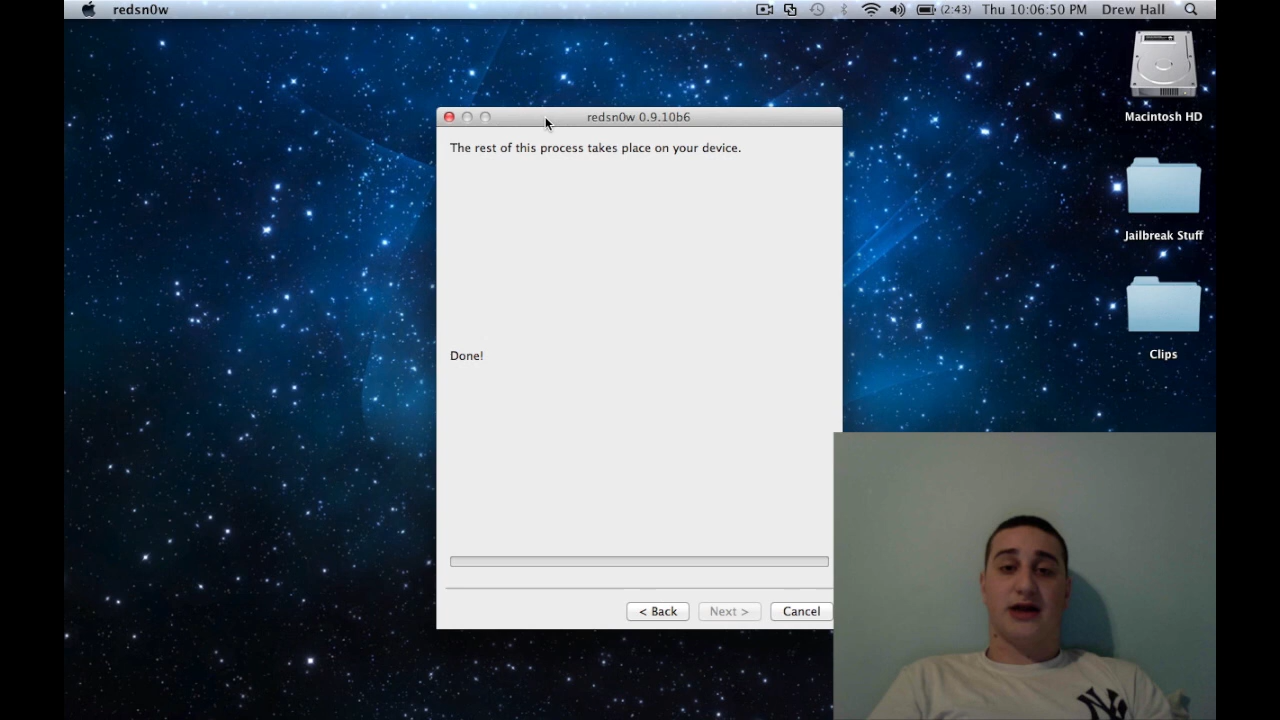 redsn0w
(2:43) Thu 10:06:50 PM Drew Hall
Macintosh HD
redsn0w 0.9.10b6
The rest of this process takes place on your device.
Jailbreak Stuff
Clips
Done!
< Back Next > Cancel
NY